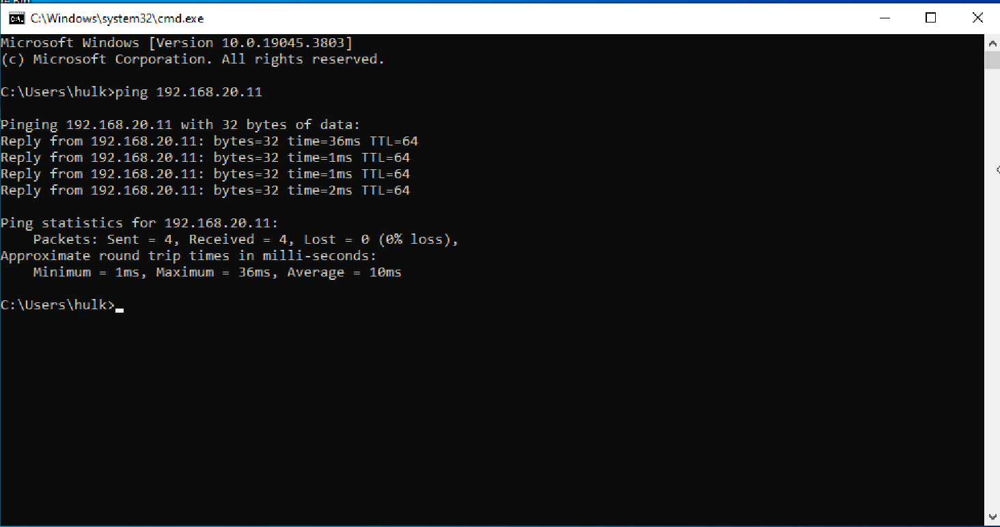 C:\Windows\system32\cmd.exe
Microsoft Windows [Version 10.0.19045.3803]
(c) Microsoft Corporation. All rights reserved.
C:\Users\hulk>ping 192.168.20.11
Pinging 192.168.20.11 with 32 bytes of data:
Reply from 192.168.20.11: bytes=32 time=36ms TTL=64
Reply from 192.168.20.11: bytes=32 time=1ms TTL=64
Reply from 192.168.20.11: bytes=32 time=1ms TTL=64
Reply from 192.168.20.11: bytes=32 time=2ms TTL=64
Ping statistics for 192.168.20.11:
    Packets: Sent = 4, Received = 4, Lost = 0 (0% loss),
Approximate round trip times in milli-seconds:
    Minimum = 1ms, Maximum = 36ms, Average = 10ms
C:\Users\hulk>